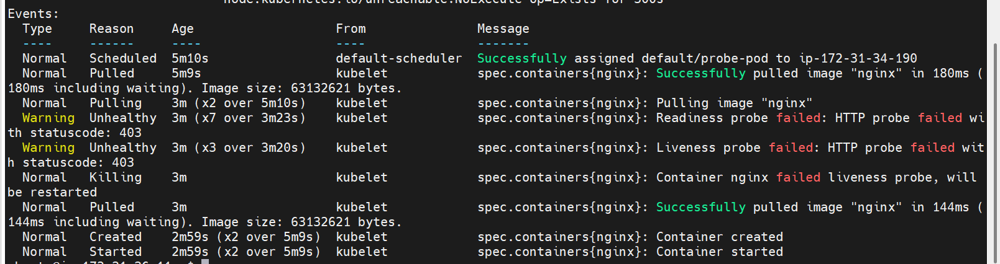 node.kubernetes.io/unreachable:NoExecute op=Exists for 300s
Events:
  Type     Reason     Age                   From               Message
  ----     ------     ----                  ----               -------
  Normal   Scheduled  5m10s                 default-scheduler  Successfully assigned default/probe-pod to ip-172-31-34-190
  Normal   Pulled     5m9s                  kubelet            spec.containers{nginx}: Successfully pulled image "nginx" in 180ms (
180ms including waiting). Image size: 63132621 bytes.
  Normal   Pulling    3m (x2 over 5m10s)    kubelet            spec.containers{nginx}: Pulling image "nginx"
  Warning  Unhealthy  3m (x7 over 3m23s)    kubelet            spec.containers{nginx}: Readiness probe failed: HTTP probe failed wi
th statuscode: 403
  Warning  Unhealthy  3m (x3 over 3m20s)    kubelet            spec.containers{nginx}: Liveness probe failed: HTTP probe failed wit
h statuscode: 403
  Normal   Killing    3m                    kubelet            spec.containers{nginx}: Container nginx failed liveness probe, will
be restarted
  Normal   Pulled     3m                    kubelet            spec.containers{nginx}: Successfully pulled image "nginx" in 144ms (
144ms including waiting). Image size: 63132621 bytes.
  Normal   Created    2m59s (x2 over 5m9s)  kubelet            spec.containers{nginx}: Container created
  Normal   Started    2m59s (x2 over 5m9s)  kubelet            spec.containers{nginx}: Container started